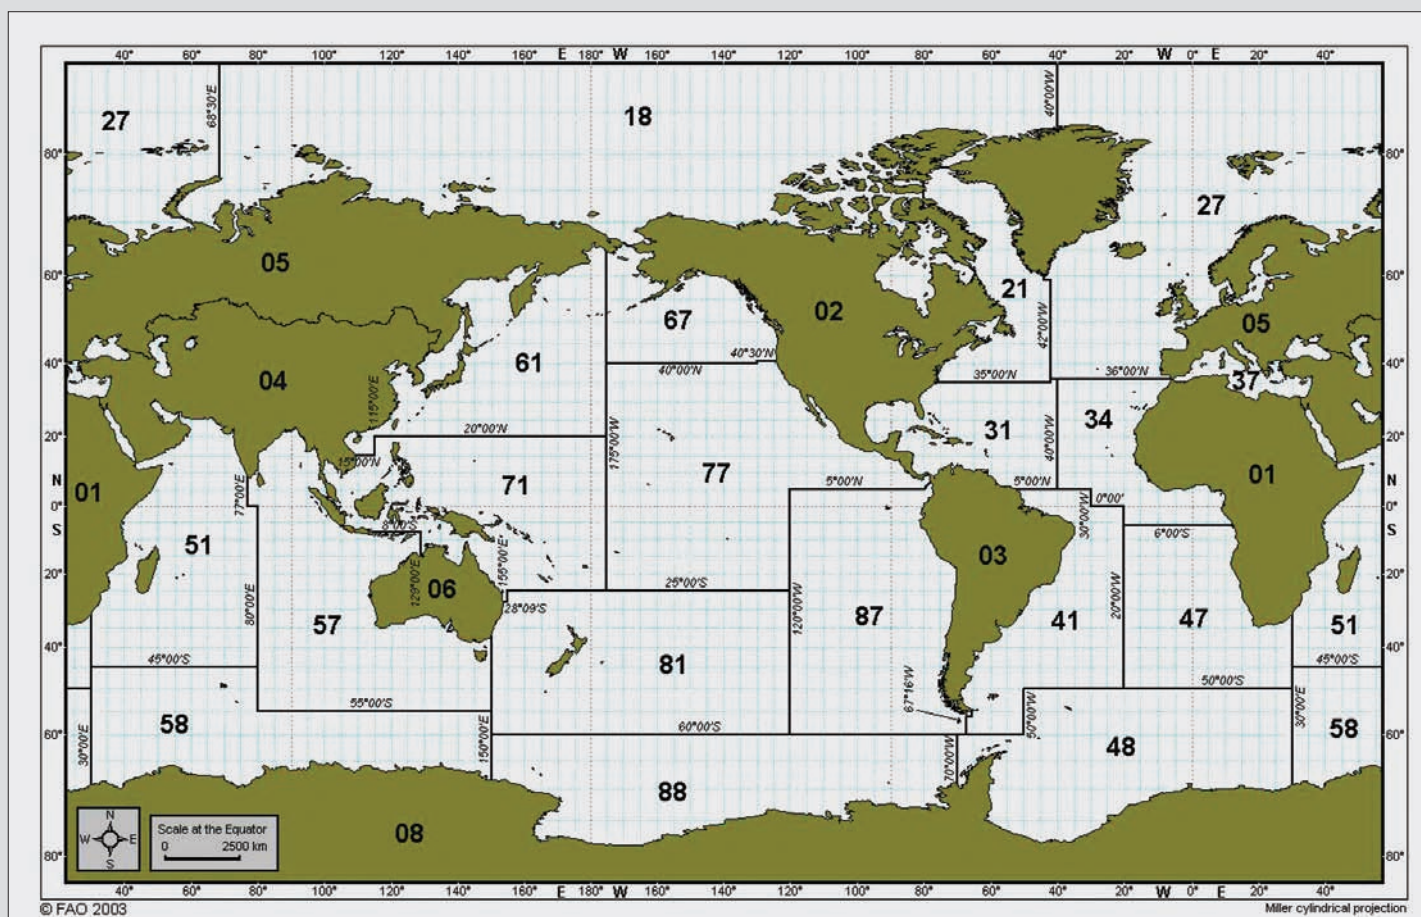 40° 60° 80° 100° 120° 140° 160° E 180° W 160° 140° 120° 100° 80° 60° 40° 20° W 0° E 20° 40°
68°30'E
40°00'W
27
18
80°
80°
27
05
60°
60°
21
02
67
05
42°00'W
40°30'N
61
40°
40°
40°00'N
35°00'N
36°00'N
37
04
115°00'E
34
31
20°00'N
20°
20°
175°00'W
40°00'W
15°00'N
77
01
N
01
N
71
5°00'N
5°00'N
77°00'E
0°00'
30°00'W
0°
0°
8°00'S
S
S
6°00'S
51
155°00'E
03
129°00'E
20°
20°
25°00'S
06
80°00'E
28°09'S
120°00'W
20°00'W
57
87
41
47
51
40°
40°
45°00'S
81
45°00'S
67°16'W
50°00'S
55°00'S
50°00'W
30°00'E
58
60°00'S
58
30°00'E
150°00'E
60°
60°
48
70°00'W
88
N
W E
S
Scale at the Equator
0 2500 km
08
80°
80°
40° 60° 80° 100° 120° 140° 160° E 180° W 160° 140° 120° 100° 80° 60° 40° 20° W 0° E 20° 40°
© FAO 2003
Miller cylindrical projection